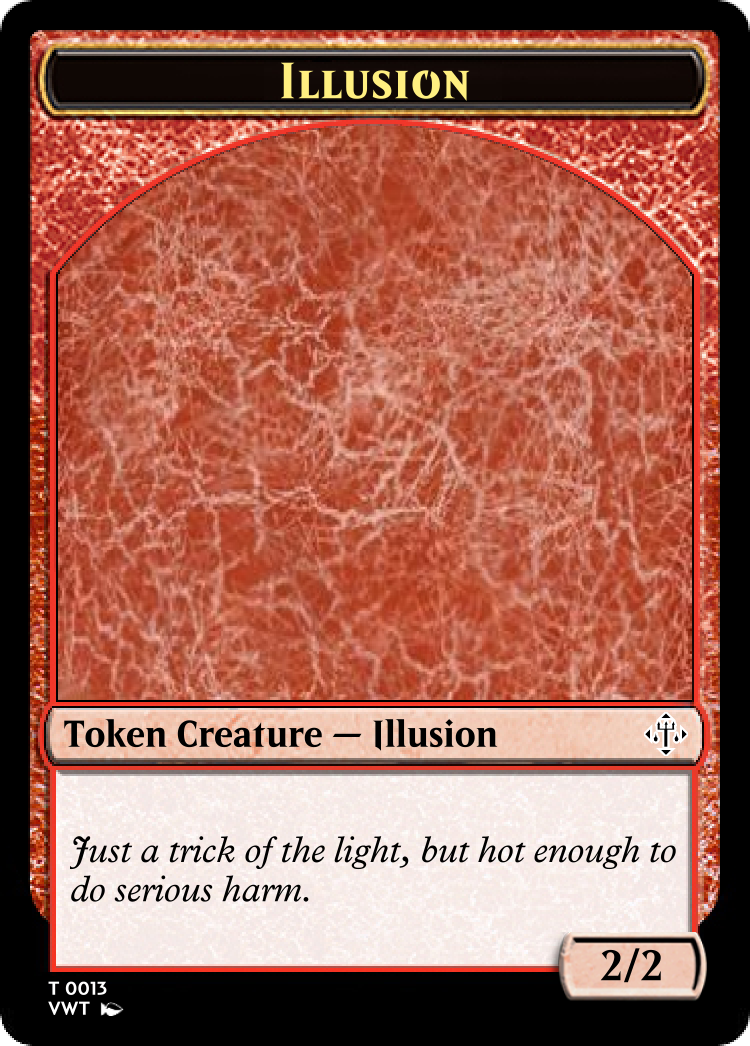 Illusion
Token Creature — Illusion
Just a trick of the light, but hot enough to
do serious harm.
2/2
T 0013
VWT